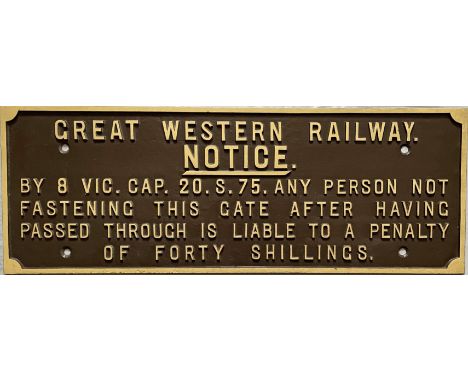 GREAT WESTERN RAILWAY.
NOTICE.
BY 8 VIC. CAP. 20. S. 75. ANY PERSON NOT
FASTENING THIS GATE AFTER HAVING
PASSED THROUGH IS LIABLE TO A PENALTY
OF FORTY SHILLINGS.